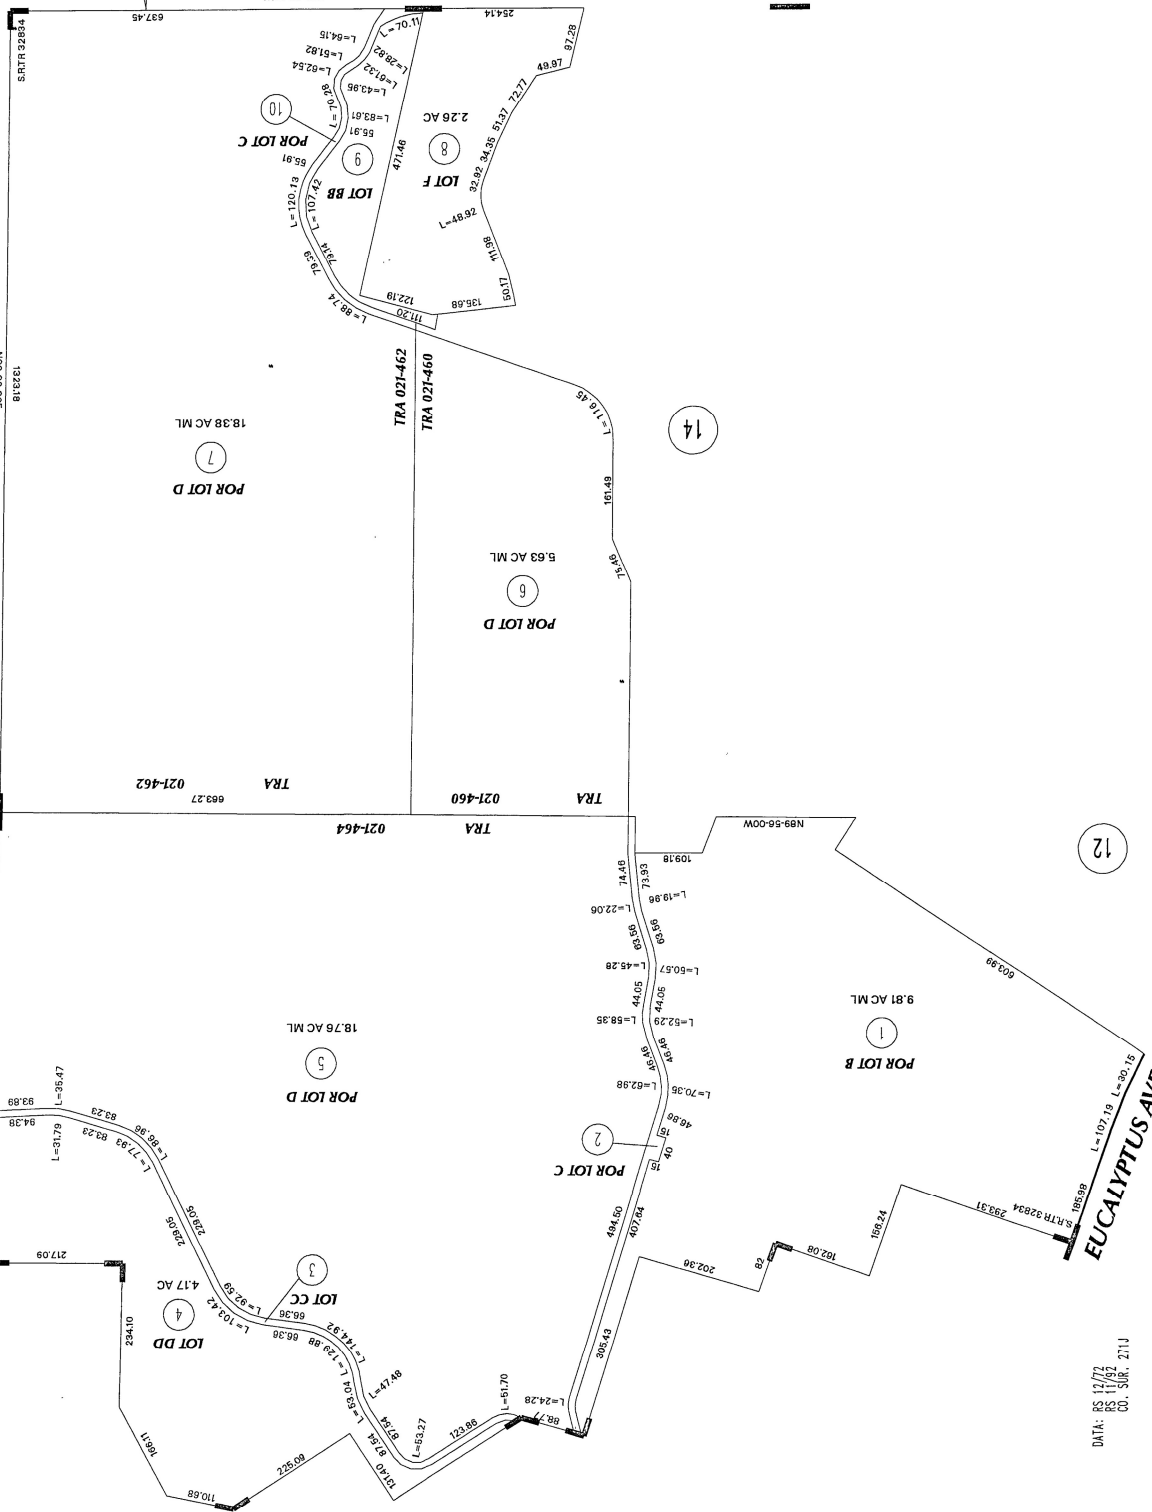 637.45
S.R.TR 32834
1323.18
L=64.15
L=51.82
L=62.54
L=70.28
10
POR LOT C
55.91
L=120.13
79.39
L=88.74
L=70.11
L=28.82
L=61.32
L=43.95
L=83.61
55.91
9
LOT BB
L=107.42
79.14
471.46
254.14
97.28
49.97
72.77
51.37
34.35
32.92
L=48.92
111.98
50.17
135.68
122.19
111.20
2.26 AC
8
LOT F
TRA 021-462
TRA 021-460
L=116.45
161.49
75.46
14
18.38 AC ML
7
POR LOT D
5.63 AC ML
6
POR LOT D
021-462
TRA
663.27
021-460
TRA
021-464
TRA
N89-56-00W
109.18
12
74.46
73.93
L=22.06
L=19.96
63.56
63.56
L=45.28
L=50.57
44.05
44.05
L=58.35
L=52.29
46.46
46.46
L=62.98
L=70.35
46.86
15
40
15
2
POR LOT C
494.50
407.64
603.99
9.81 AC ML
1
POR LOT B
18.76 AC ML
5
POR LOT D
93.89
94.38
L=35.47
L=31.79
83.23
83.23
L=86.96
L=77.93
229.05
229.05
L=92.59
L=103.42
3
LOT CC
66.36
66.36
L=144.92
L=129.88
L=53.04
L=47.48
87.54
87.54
L=53.27
123.86
L=51.70
131.40
217.09
234.10
4.17 AC
4
LOT DD
166.11
110.68
225.09
L=24.28
88.7
305.43
202.36
82
162.08
156.24
293.31
S.R.TR 32834
185.98
L=107.19
L=30.15
EUCALYPTUS AVE
DATA: RS 12/72
RS 11/92
CO. SUR. 271J